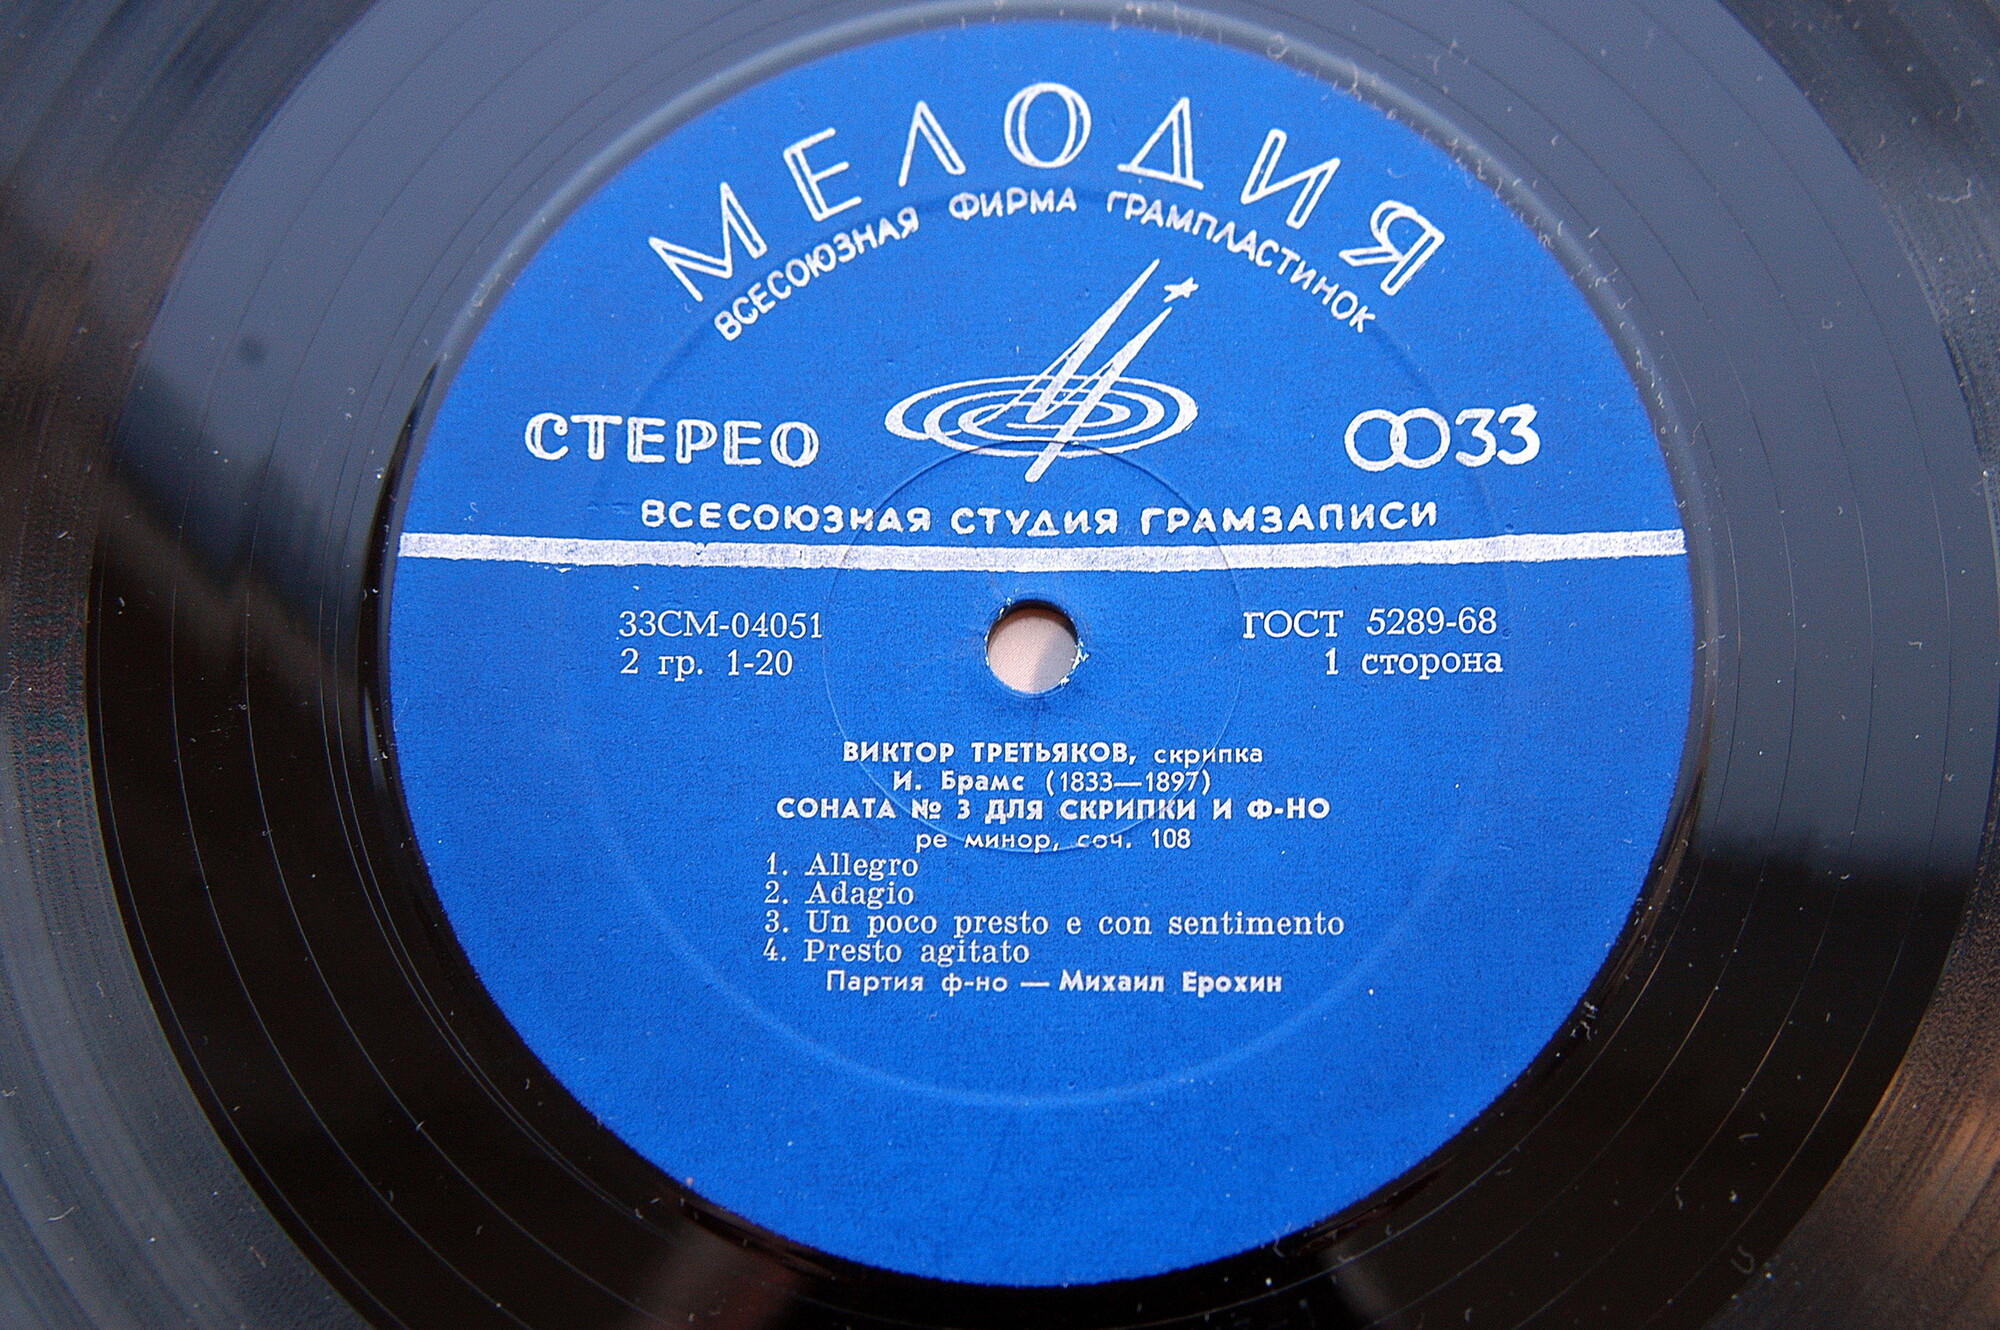 МЕЛОДИЯ
ВСЕСОЮЗНАЯ ФИРМА ГРАМПЛАСТИНОК
СТЕРЕО
33
ВСЕСОЮЗНАЯ СТУДИЯ ГРАМЗАПИСИ
33СМ-04051
ГОСТ 5289-68
2 гр. 1-20
1 сторона
ВИКТОР ТРЕТЬЯКОВ, скрипка
И. Брамс (1833—1897)
СОНАТА № 3 ДЛЯ СКРИПКИ И Ф-НО
ре минор, соч. 108
1. Allegro
2. Adagio
3. Un poco presto e con sentimento
4. Presto agitato
Партия ф-но — Михаил Ерохин